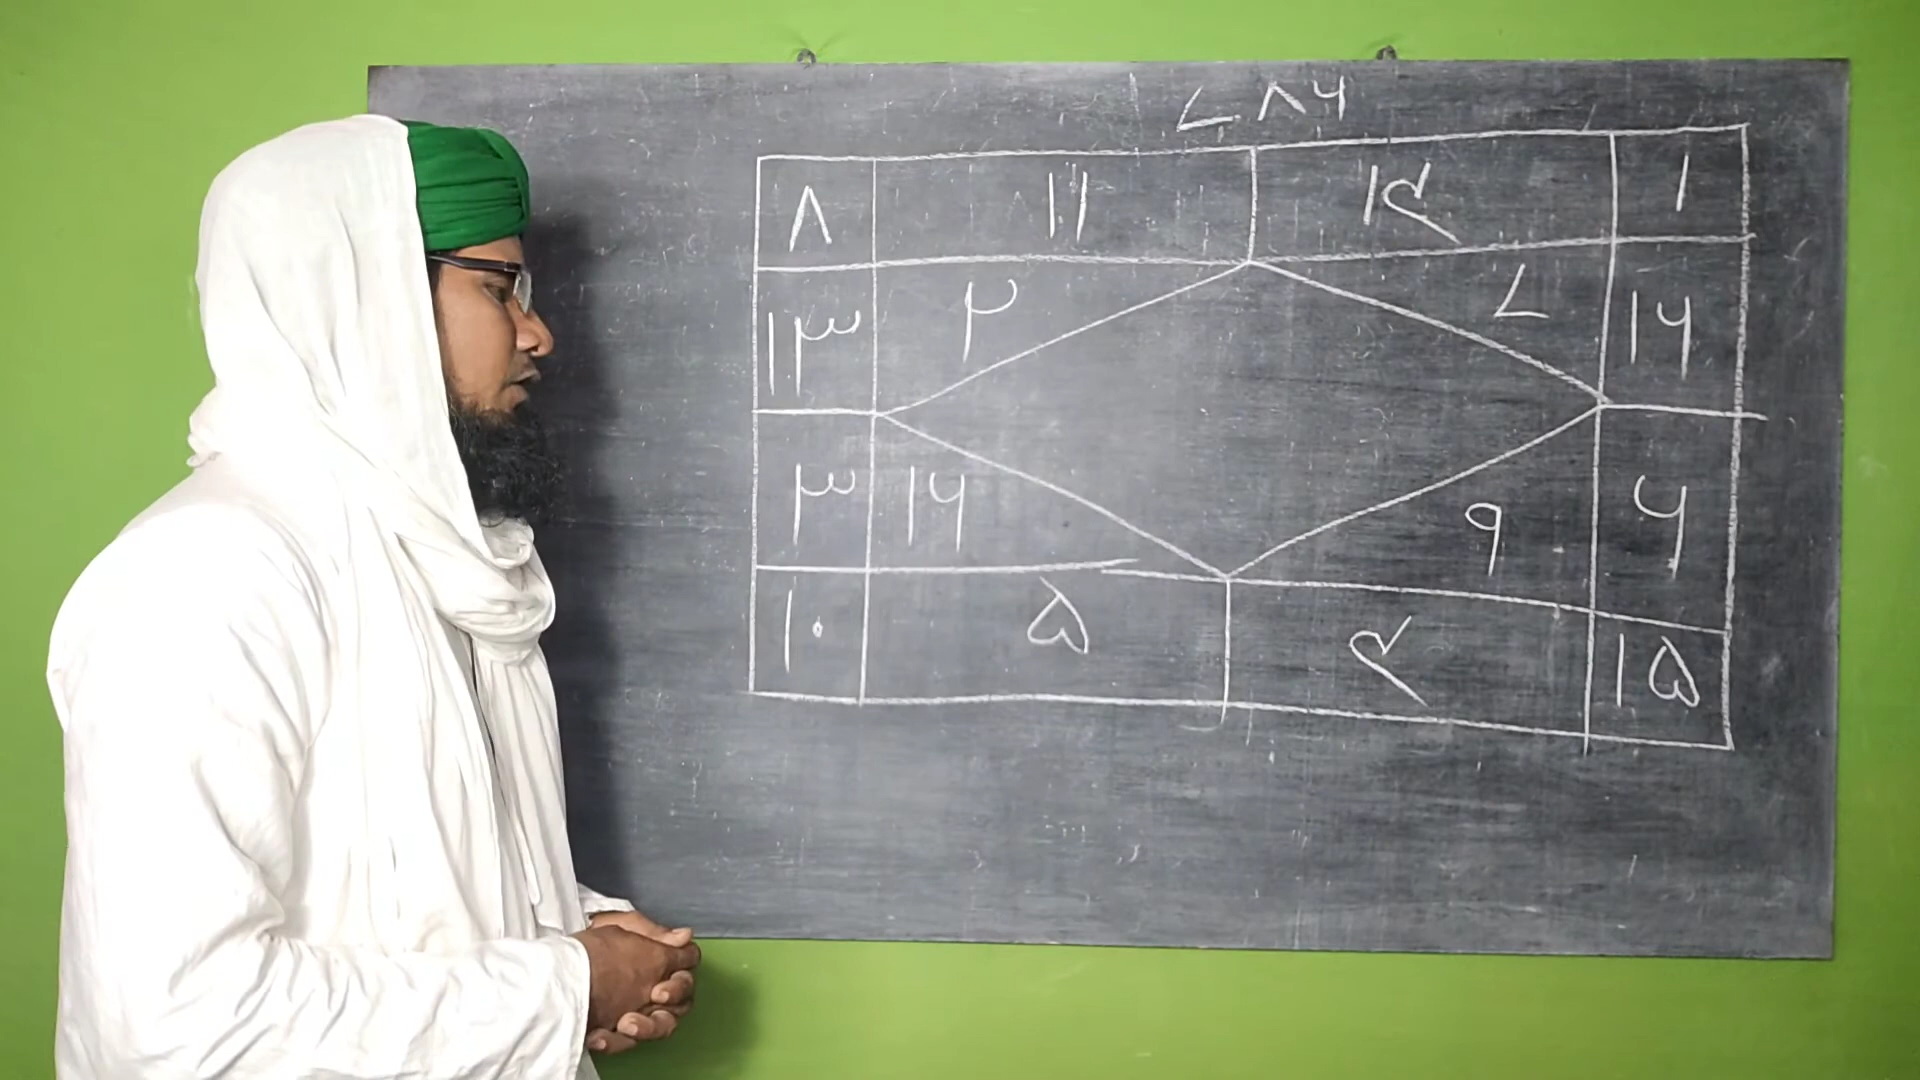 ۷۸۶
۸ ۱۱ ۱۴ ۱
۱۳ ۲ ۷ ۱۶
۳ ۱۶ ۹ ۶
۱۰ ۵ ۴ ۱۵